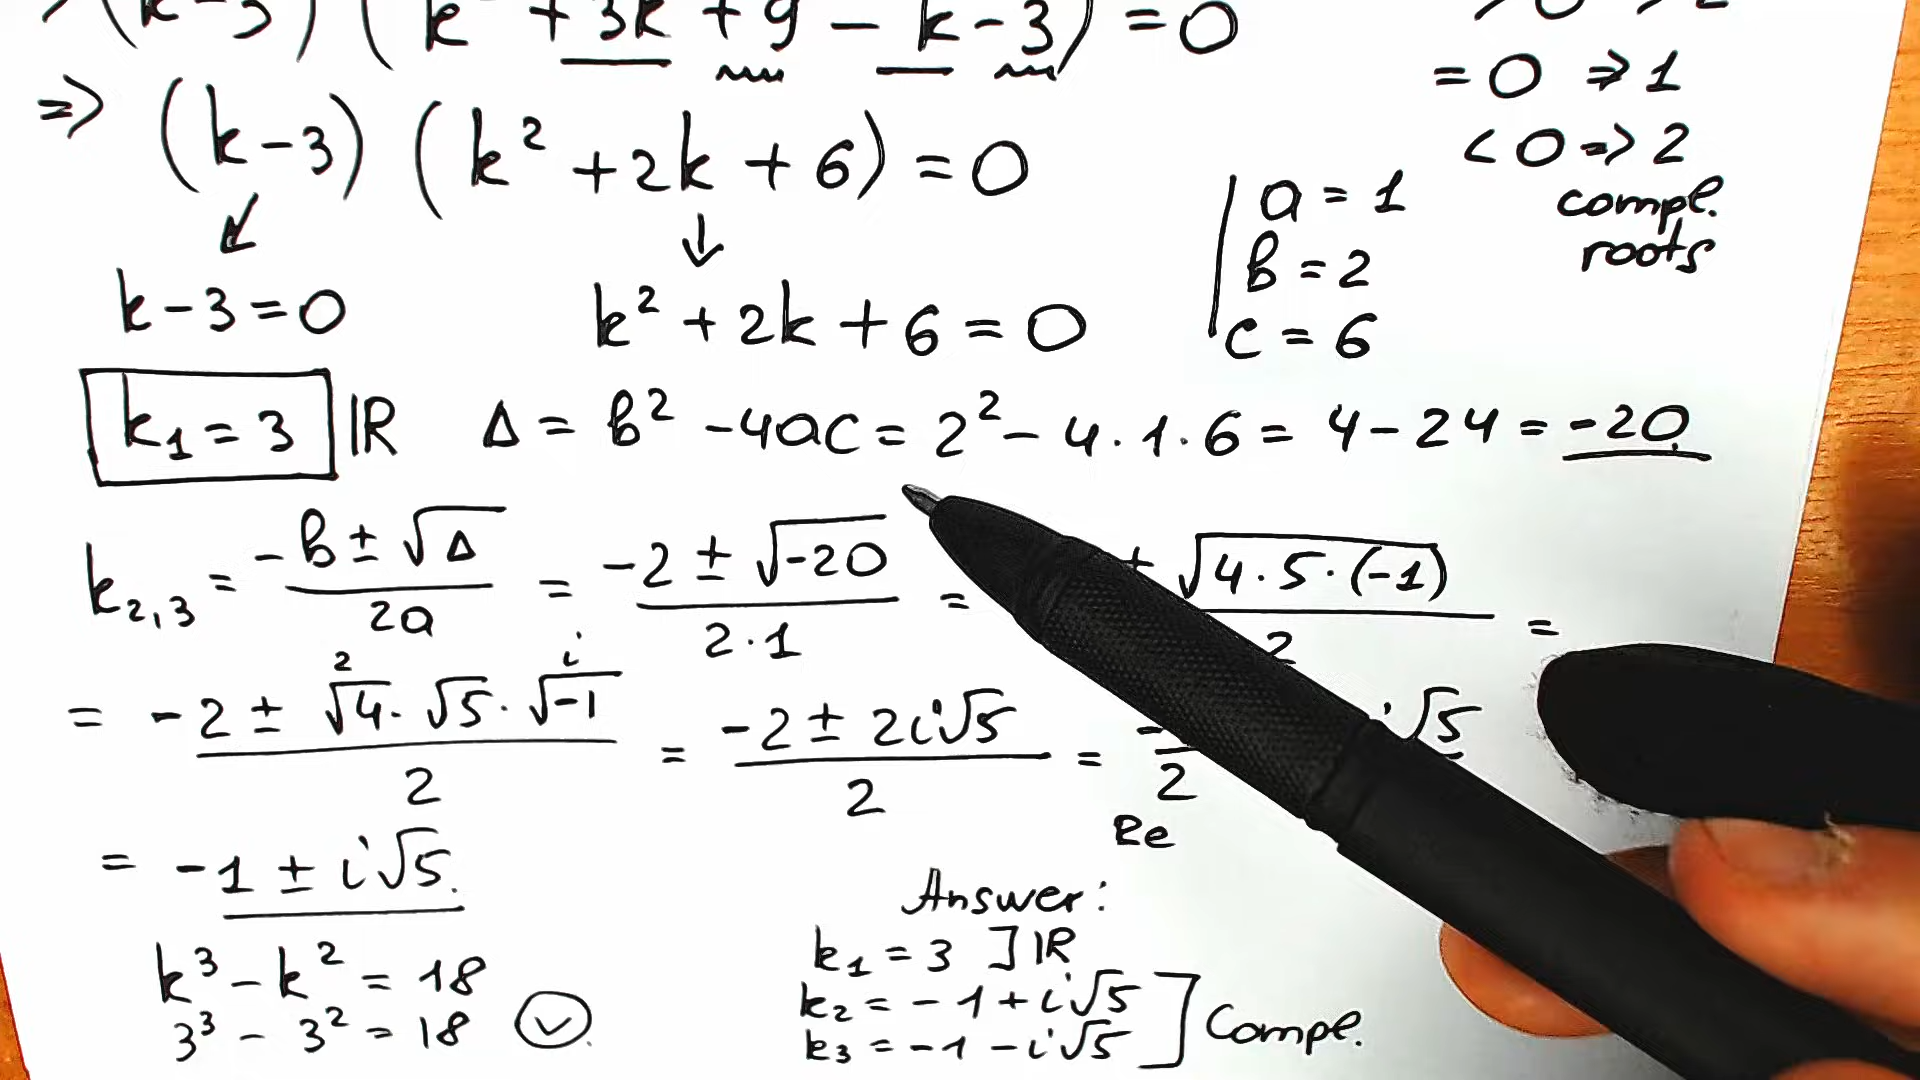 (k-3)(k +3k+9-k-3)=0
=0 ⇒1
=> (k-3)(k²+2k+6)=0
<0=>2
compl.
roots
↙ ↓
k-3=0 k²+2k+6=0
a=1
b=2
c=6
k₁=3 ℝ Δ=b²-4ac=2²-4·1·6=4-24=-20
k₂,₃=(-b±√Δ)/2a=(-2±√-20)/(2·1)= ± √4·5·(-1) / 2 =
2 i
=(-2±√4·√5·√-1)/2=(-2±2i√5)/2= - /2 i√5
Re
=-1±i√5.
Answer:
k³-k²=18
3³-3²=18 ✓
k₁=3 ]ℝ
k₂=-1+i√5
k₃=-1-i√5 ] Compl.